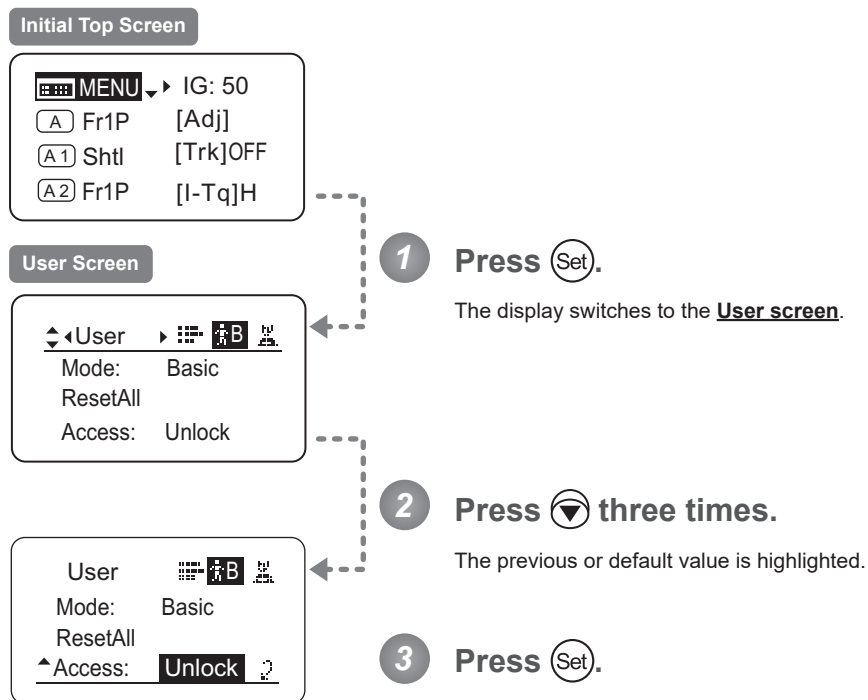 Initial Top Screen
MENU IG: 50
A Fr1P [Adj]
A1 Shtl [Trk]OFF
A2 Fr1P [I-Tq]H
1 Press Set.
The display switches to the User screen.
User Screen
User B
Mode: Basic
ResetAll
Access: Unlock
2 Press three times.
The previous or default value is highlighted.
User B
Mode: Basic
ResetAll
Access: Unlock
3 Press Set.